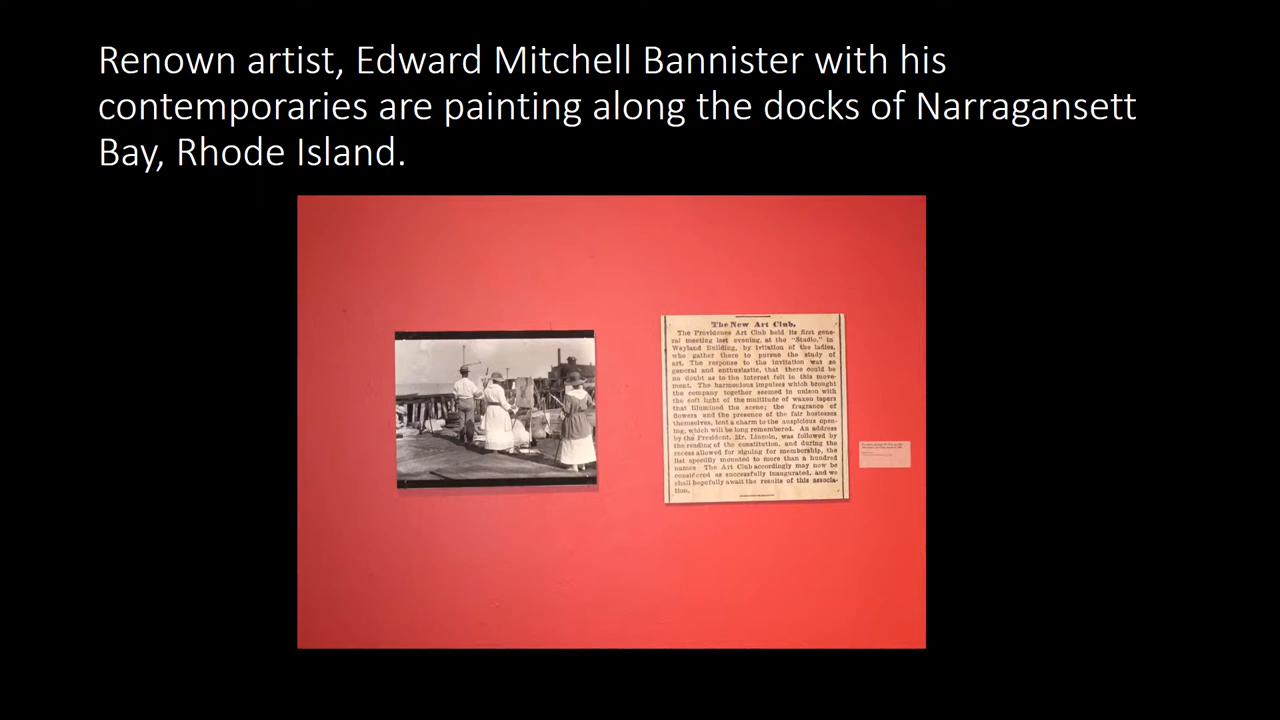 Renown artist, Edward Mitchell Bannister with his
contemporaries are painting along the docks of Narragansett
Bay, Rhode Island.
The New Art Club.
The Providence Art Club held its first gene-
ral meeting last evening, at the "Studio," in
Wayland Building, by ivitation of the ladies,
who gather there to pursue the study of
art. The response to the invitation was so
general and enthusiastic, that there could be
no doubt as to the interest felt in this move-
ment. The harmonious impulses which brought
the company together seemed in unison with
the soft light of the multitude of waxen tapers
that illumined the scene; the fragrance of
flowers and the presence of the fair hostesses
themselves, lent a charm to the auspicious open-
ing, which will be long remembered. An address
by the President, Mr. Lincoln, was followed by
the reading of the constitution, and during the
recess allowed for signing for membership, the
list speedily mounted to more than a hundred
names The Art Club accordingly may now be
considered as successfully inaugurated, and we
shall hopefully await the results of this associa-
tion.